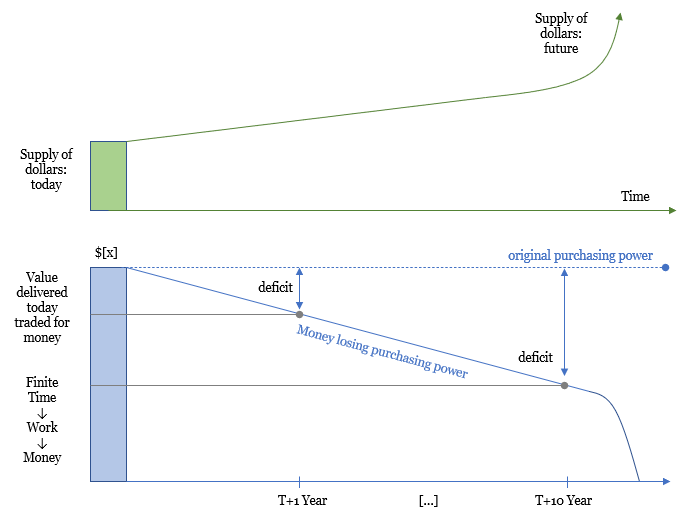 Supply of
dollars:
future
Supply of
dollars:
today
Time
$[x]
original purchasing power
Value
delivered
today
traded for
money
deficit
Money losing purchasing power
deficit
Finite
Time
↓
Work
↓
Money
T+1 Year
[...]
T+10 Year